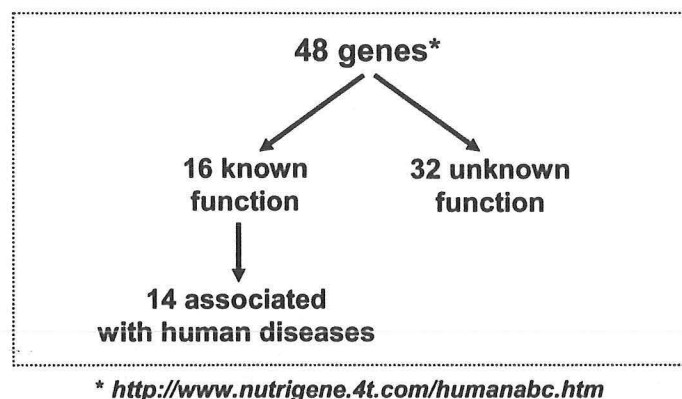 48 genes*
16 known
function
32 unknown
function
14 associated
with human diseases
* http://www.nutrigene.4t.com/humanabc.htm